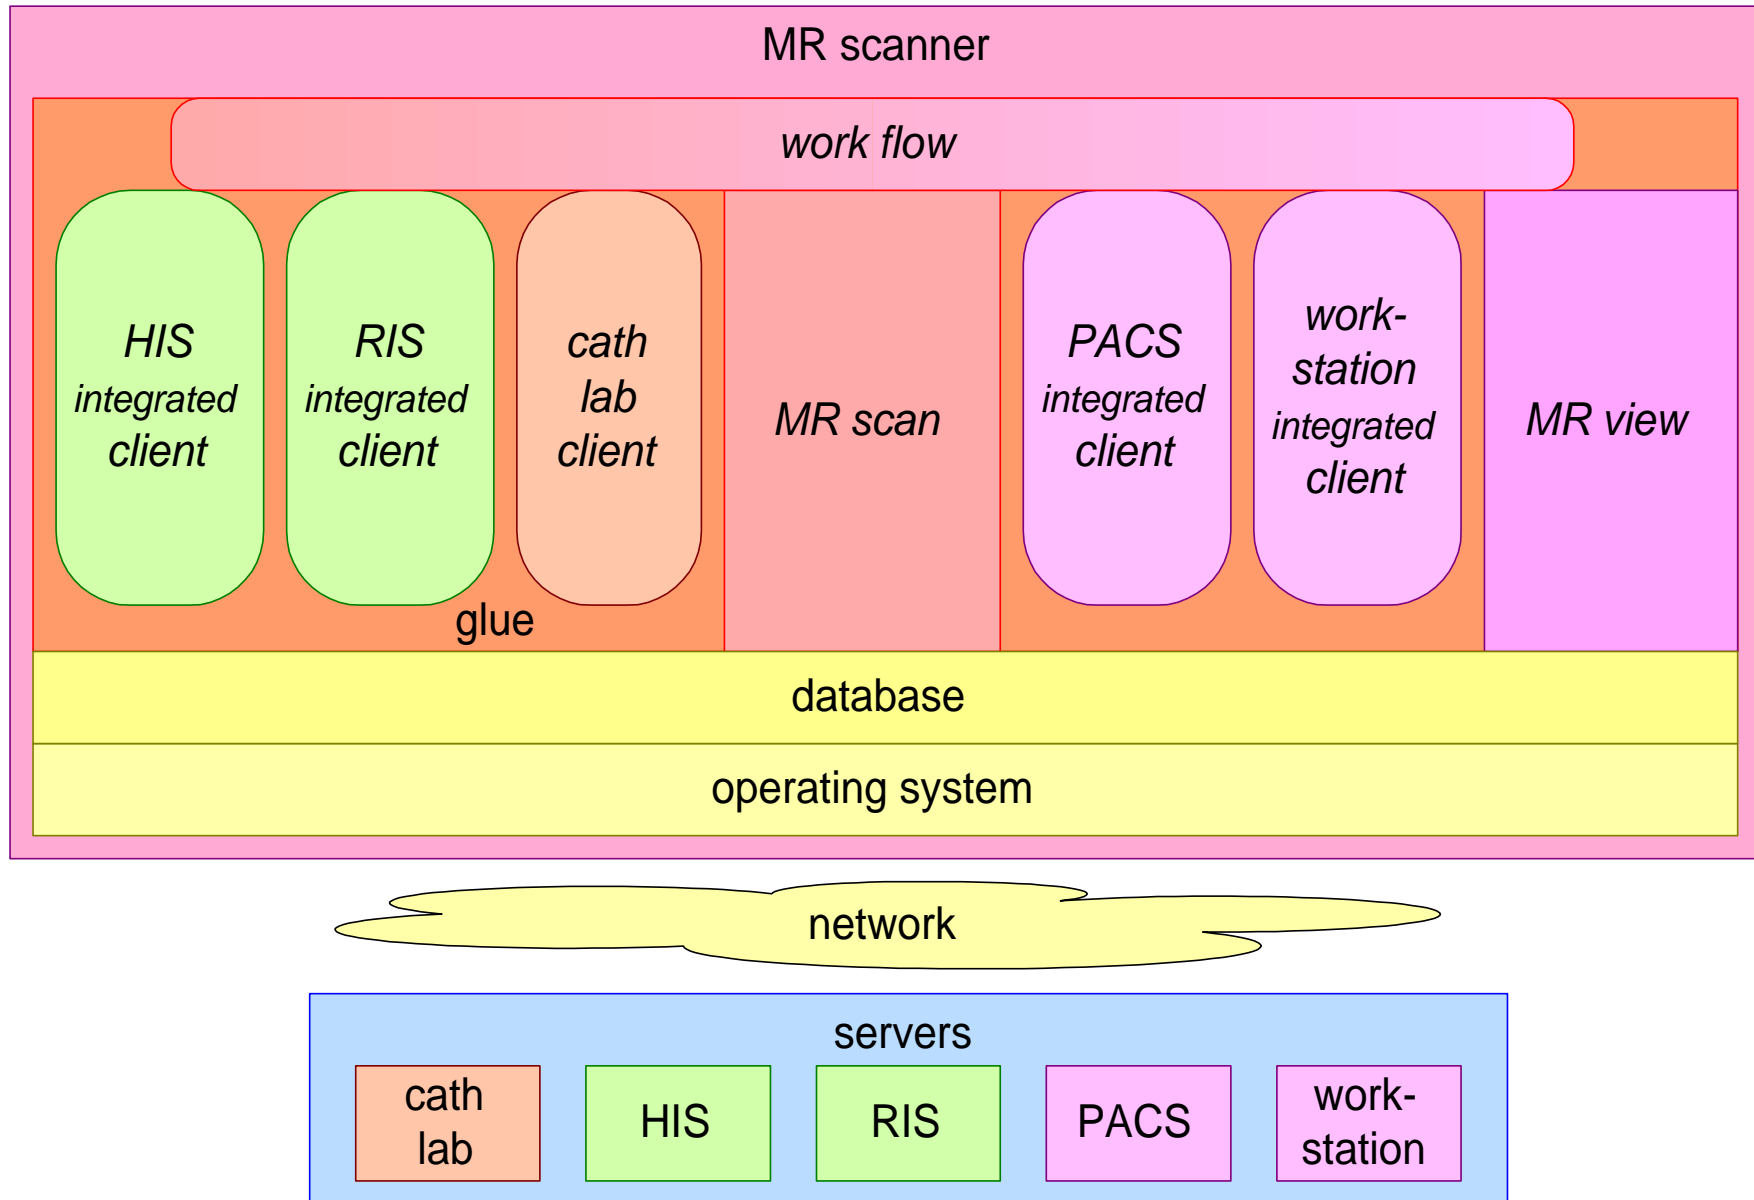 MR scanner
work flow
HIS
integrated
client
RIS
integrated
client
cath
lab
client
MR scan
PACS
integrated
client
work-
station
integrated
client
MR view
glue
database
operating system
network
servers
cath
lab
HIS
RIS
PACS
work-
station